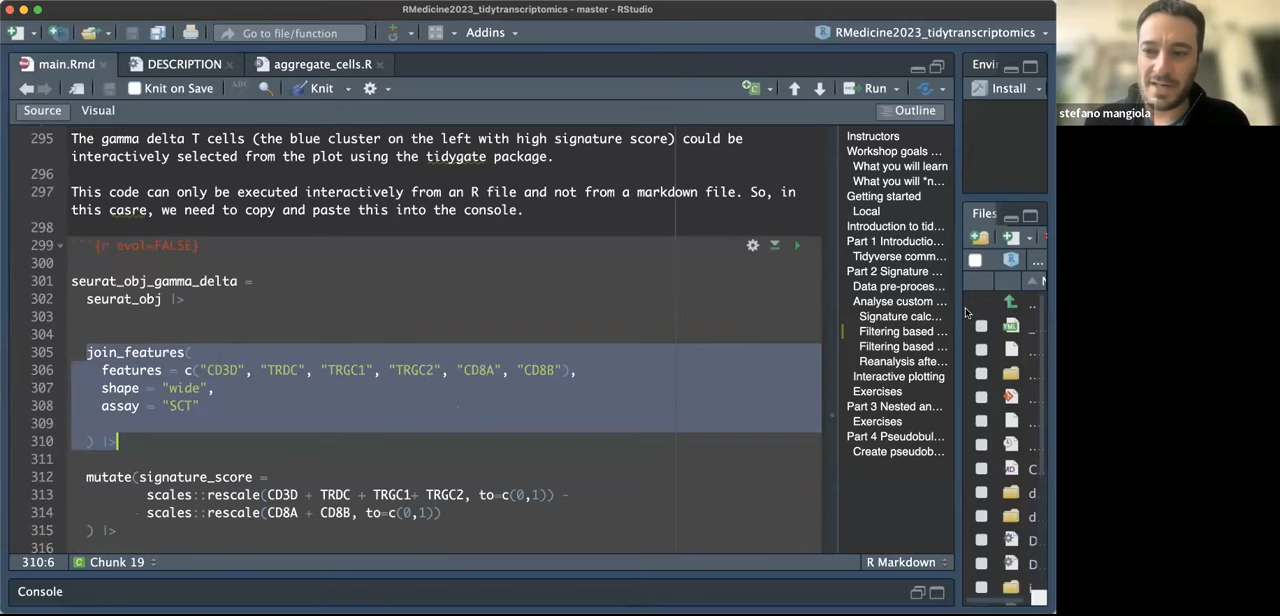 RMedicine2023_tidytranscriptomics - master - RStudio
Go to file/function
Addins
RMedicine2023_tidytranscriptomics
main.Rmd
DESCRIPTION
aggregate_cells.R
Envi
Knit on Save
ABC
Knit
Run
Install
Source
Visual
Outline
stefano mangiola
295 The gamma delta T cells (the blue cluster on the left with high signature score) could be
interactively selected from the plot using the tidygate package.
296
297 This code can only be executed interactively from an R file and not from a markdown file. So, in
this casre, we need to copy and paste this into the console.
298
299 ```{r eval=FALSE}
300
301 seurat_obj_gamma_delta =
302 seurat_obj |>
303
304
305 join_features(
306 features = c("CD3D", "TRDC", "TRGC1", "TRGC2", "CD8A", "CD8B"),
307 shape = "wide",
308 assay = "SCT"
309
310 ) |>
311
312 mutate(signature_score =
313 scales::rescale(CD3D + TRDC + TRGC1+ TRGC2, to=c(0,1)) -
314 scales::rescale(CD8A + CD8B, to=c(0,1))
315 ) |>
316
Instructors
Workshop goals ...
What you will learn
What you will *n...
Getting started
Local
Introduction to tid...
Part 1 Introductio...
Tidyverse comm...
Part 2 Signature ...
Data pre-proces...
Analyse custom ...
Signature calc...
Filtering based ...
Filtering based ...
Reanalysis afte...
Interactive plotting
Exercises
Part 3 Nested an...
Exercises
Part 4 Pseudobul...
Create pseudob...
Files
310:6
Chunk 19
R Markdown
Console